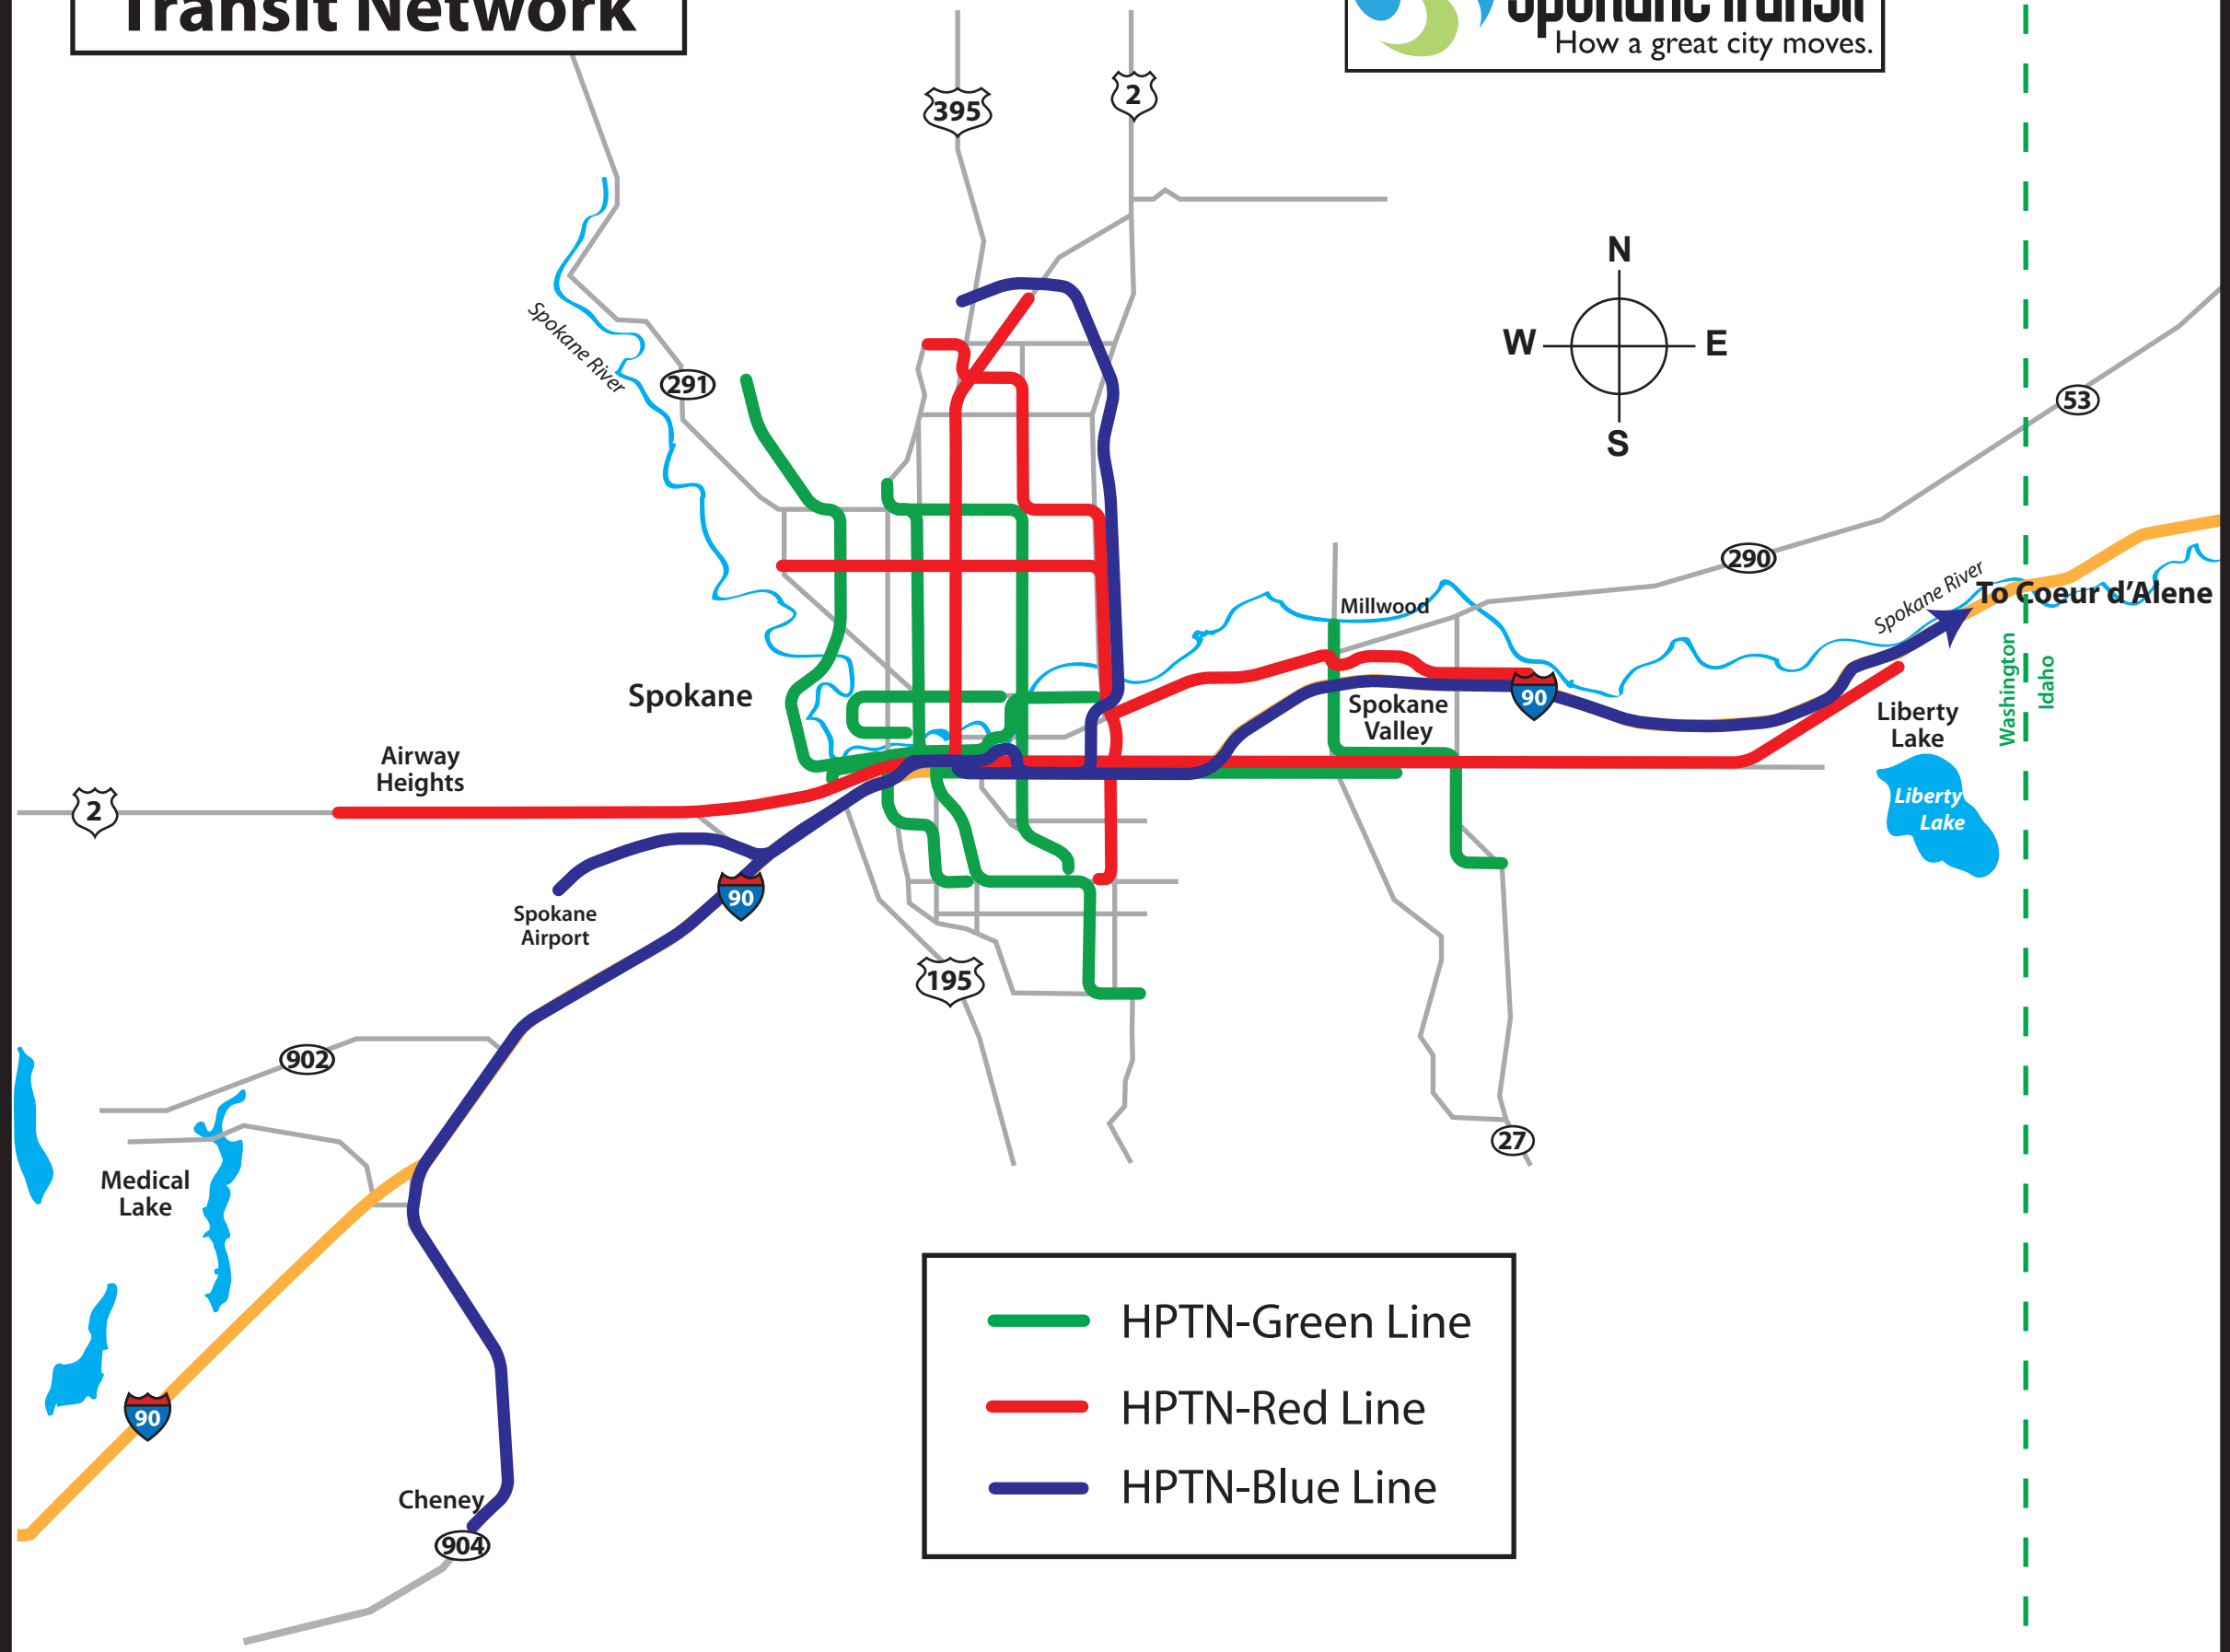 Transit Network
Spokane Transit
How a great city moves.
395
2
N
W
E
S
Spokane River
291
53
290
Spokane River
To Coeur d'Alene
Millwood
Washington
Idaho
Spokane
90
Spokane
Valley
Liberty
Lake
Airway
Heights
Liberty
Lake
2
90
Spokane
Airport
195
902
27
Medical
Lake
HPTN-Green Line
HPTN-Red Line
HPTN-Blue Line
90
Cheney
904